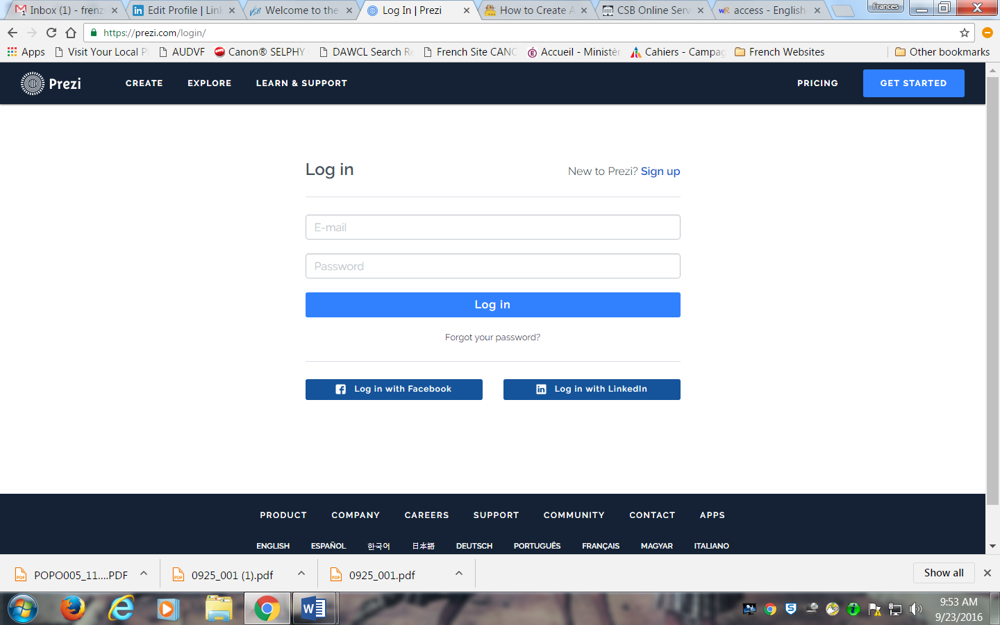 Inbox (1) - frenz
Edit Profile | Link
Welcome to the
Log In | Prezi
How to Create A
CSB Online Serv
access - English-
Frances
https://prezi.com/login/
Apps
Visit Your Local P
AUDVF
Canon® SELPHY
DAWCL Search Re
French Site CANC
Accueil - Ministèr
Cahiers - Campag
French Websites
Other bookmarks
Prezi
CREATE
EXPLORE
LEARN & SUPPORT
PRICING
GET STARTED
Log in
New to Prezi? Sign up
E-mail
Password
Log in
Forgot your password?
Log in with Facebook
Log in with LinkedIn
PRODUCT
COMPANY
CAREERS
SUPPORT
COMMUNITY
CONTACT
APPS
ENGLISH
ESPAÑOL
한국어
日本語
DEUTSCH
PORTUGUÊS
FRANÇAIS
MAGYAR
ITALIANO
POPO005_11....PDF
0925_001 (1).pdf
0925_001.pdf
Show all
9:53 AM
9/23/2016